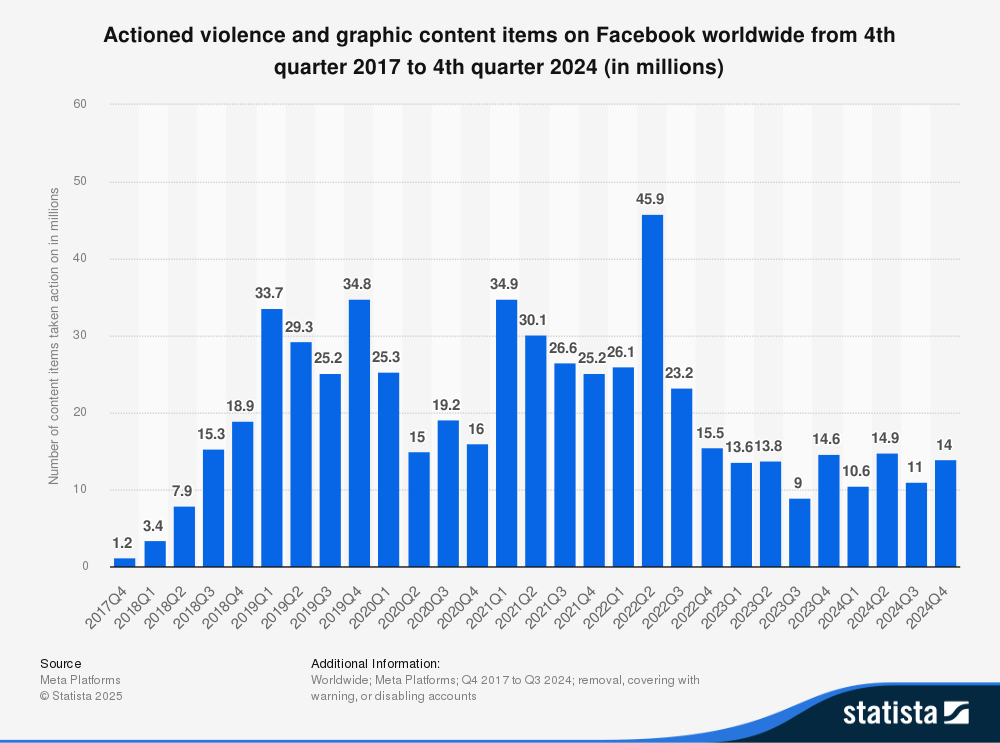 Actioned violence and graphic content items on Facebook worldwide from 4th
quarter 2017 to 4th quarter 2024 (in millions)
Number of content items taken action on in millions
60
50
40
30
20
10
0
1.2
3.4
7.9
15.3
18.9
33.7
29.3
25.2
34.8
25.3
15
19.2
16
34.9
30.1
26.6
25.2
26.1
45.9
23.2
15.5
13.6
13.8
9
14.6
10.6
14.9
11
14
2017Q4
2018Q1
2018Q2
2018Q3
2018Q4
2019Q1
2019Q2
2019Q3
2019Q4
2020Q1
2020Q2
2020Q3
2020Q4
2021Q1
2021Q2
2021Q3
2021Q4
2022Q1
2022Q2
2022Q3
2022Q4
2023Q1
2023Q2
2023Q3
2023Q4
2024Q1
2024Q2
2024Q3
2024Q4
Source
Meta Platforms
© Statista 2025
Additional Information:
Worldwide; Meta Platforms; Q4 2017 to Q3 2024; removal, covering with
warning, or disabling accounts
statista